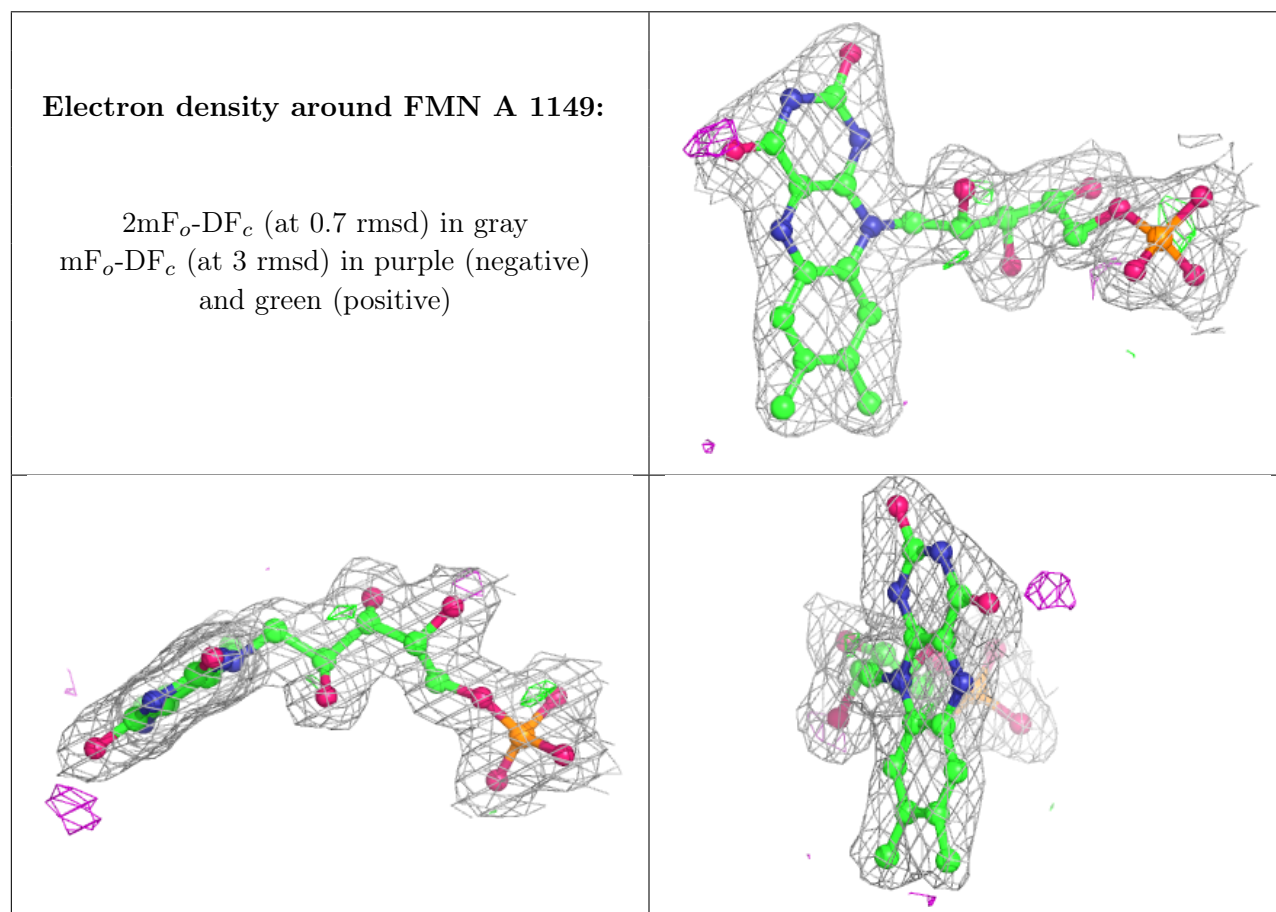 Electron density around FMN A 1149:
2mFo-DFc (at 0.7 rmsd) in gray
mFo-DFc (at 3 rmsd) in purple (negative)
and green (positive)